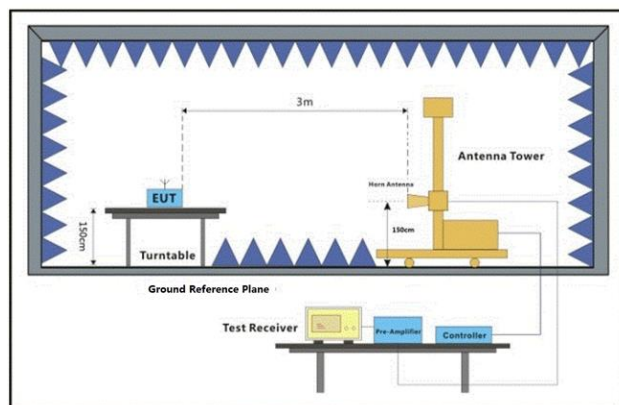 3m
Antenna Tower
Horn Antenna
EUT
150cm
150cm
Turntable
Ground Reference Plane
Test Receiver
Pre-Amplifier
Controller